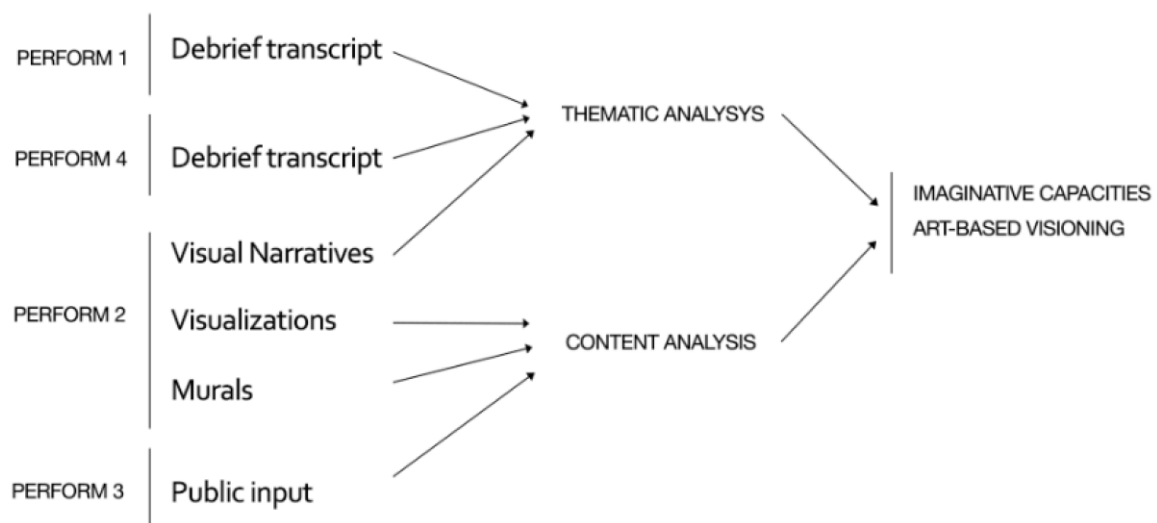 PERFORM 1
Debrief transcript
PERFORM 4
Debrief transcript
PERFORM 2
Visual Narratives
Visualizations
Murals
PERFORM 3
Public input
THEMATIC ANALYSYS
CONTENT ANALYSIS
IMAGINATIVE CAPACITIES
ART-BASED VISIONING